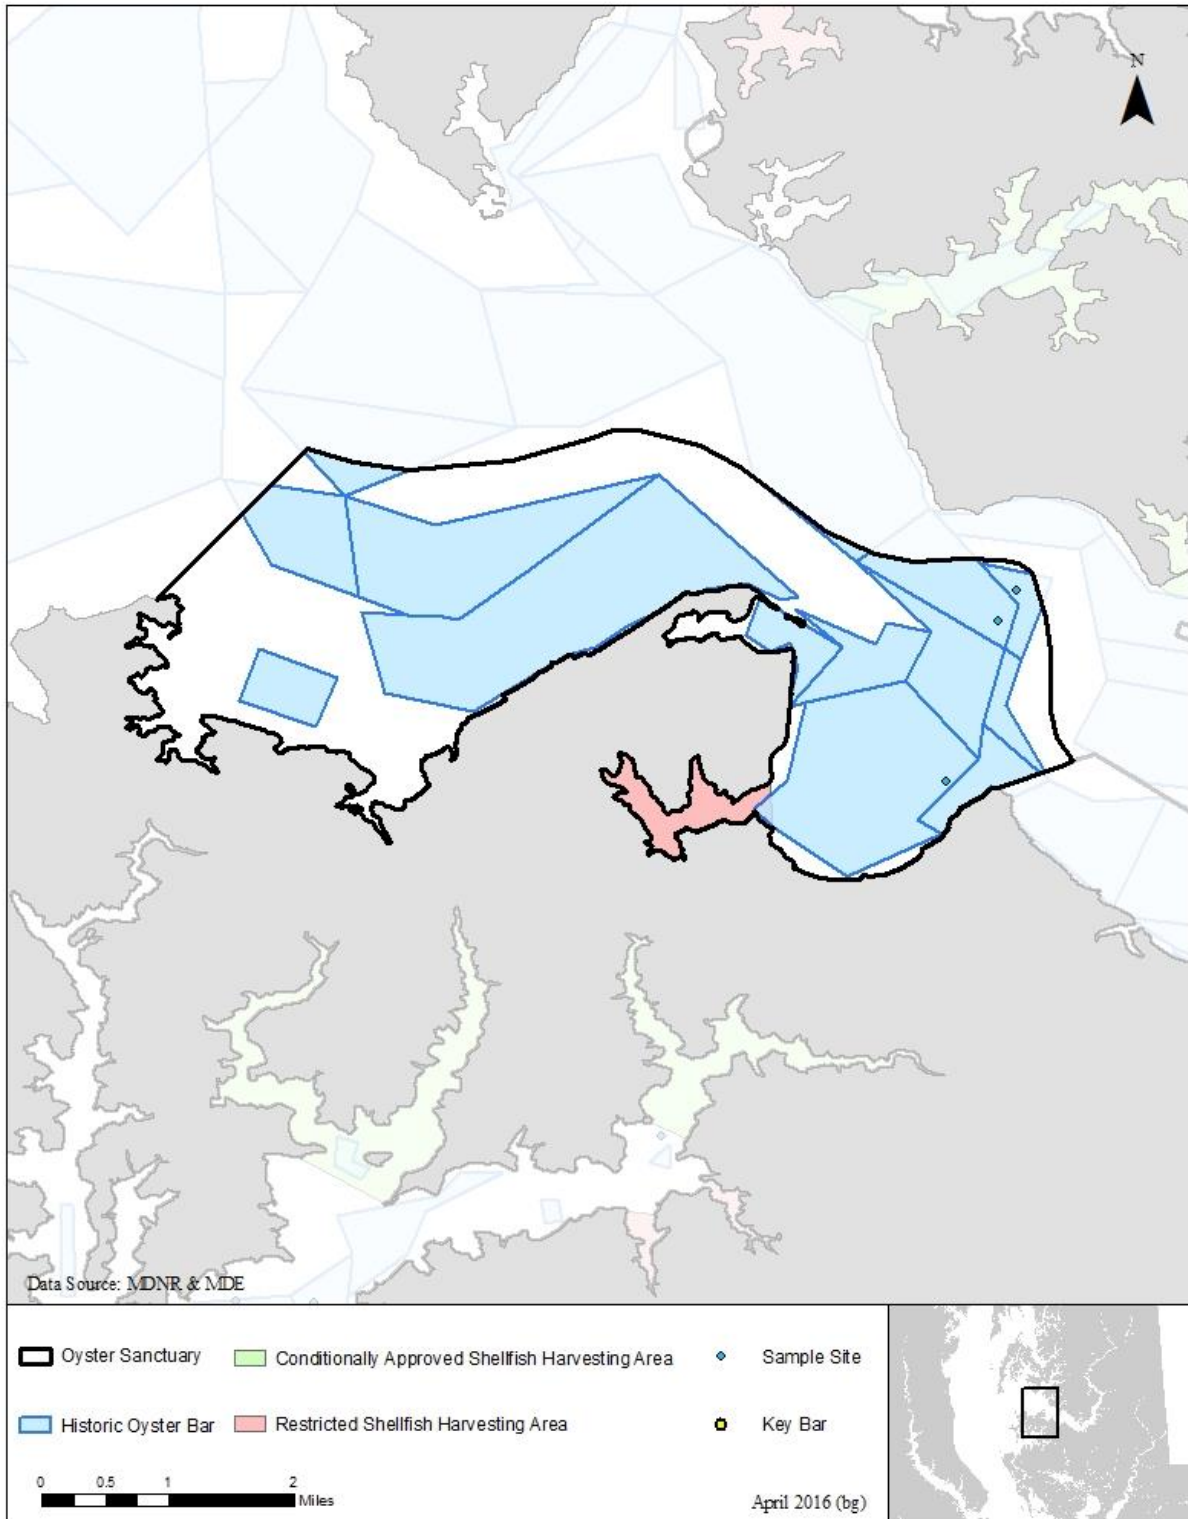 N
Data Source: MDNR & MDE
Oyster Sanctuary
Conditionally Approved Shellfish Harvesting Area
Sample Site
Historic Oyster Bar
Restricted Shellfish Harvesting Area
Key Bar
0 0.5 1 2
Miles
April 2016 (bg)